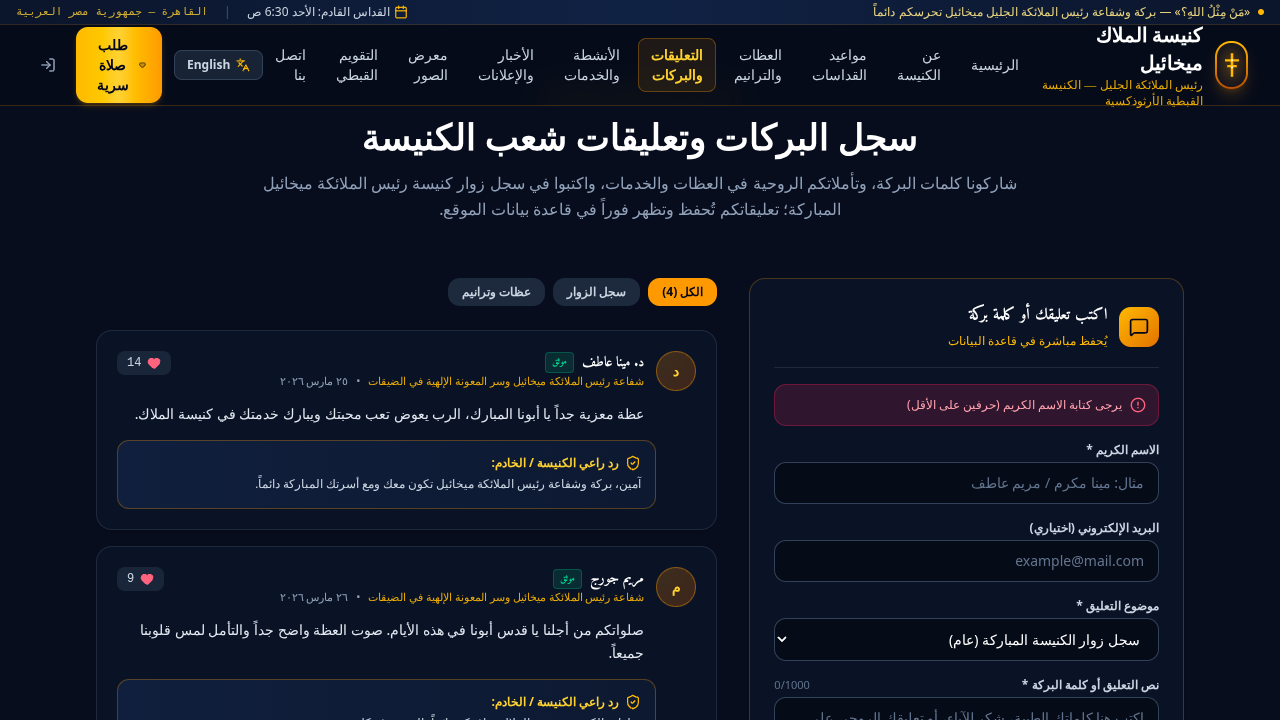 «مَنْ مِثْلُ اللهِ؟» — بركة وشفاعة رئيس الملائكة الجليل ميخائيل تحرسكم دائماً
القداس القادم: الأحد 6:30 ص
القاهرة — جمهورية مصر العربية
كنيسة الملاك ميخائيل
رئيس الملائكة الجليل — الكنيسة القبطية الأرثوذكسية
الرئيسية
عن الكنيسة
مواعيد القداسات
العظات والترانيم
التعليقات والبركات
الأنشطة والخدمات
الأخبار والإعلانات
معرض الصور
التقويم القبطي
اتصل بنا
English
طلب صلاة سرية
سجل البركات وتعليقات شعب الكنيسة
شاركونا كلمات البركة، وتأملاتكم الروحية في العظات والخدمات، واكتبوا في سجل زوار كنيسة رئيس الملائكة ميخائيل
المباركة؛ تعليقاتكم تُحفظ وتظهر فوراً في قاعدة بيانات الموقع.
اكتب تعليقك أو كلمة بركة
يُحفظ مباشرة في قاعدة البيانات
يرجى كتابة الاسم الكريم (حرفين على الأقل)
الاسم الكريم *
مثال: مينا مكرم / مريم عاطف
البريد الإلكتروني (اختياري)
example@mail.com
موضوع التعليق *
سجل زوار الكنيسة المباركة (عام)
نص التعليق أو كلمة البركة *
0/1000
اكتب هنا كلماتك الطيبة، شكر للآباء، أو تعليقك الروحي على
الكل (4)
سجل الزوار
عظات وترانيم
د
د. مينا عاطف
موثق
14
شفاعة رئيس الملائكة ميخائيل وسر المعونة الإلهية في الضيقات • ٢٥ مارس ٢٠٢٦
عظة معزية جداً يا أبونا المبارك، الرب يعوض تعب محبتك ويبارك خدمتك في كنيسة الملاك.
رد راعي الكنيسة / الخادم:
آمين، بركة وشفاعة رئيس الملائكة ميخائيل تكون معك ومع أسرتك المباركة دائماً.
م
مريم جورج
موثق
9
شفاعة رئيس الملائكة ميخائيل وسر المعونة الإلهية في الضيقات • ٢٦ مارس ٢٠٢٦
صلواتكم من أجلنا يا قدس أبونا في هذه الأيام. صوت العظة واضح جداً والتأمل لمس قلوبنا
جميعاً.
رد راعي الكنيسة / الخادم: